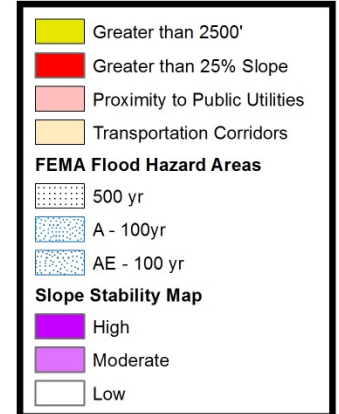 Greater than 2500'
Greater than 25% Slope
Proximity to Public Utilities
Transportation Corridors
FEMA Flood Hazard Areas
500 yr
A - 100yr
AE - 100 yr
Slope Stability Map
High
Moderate
Low